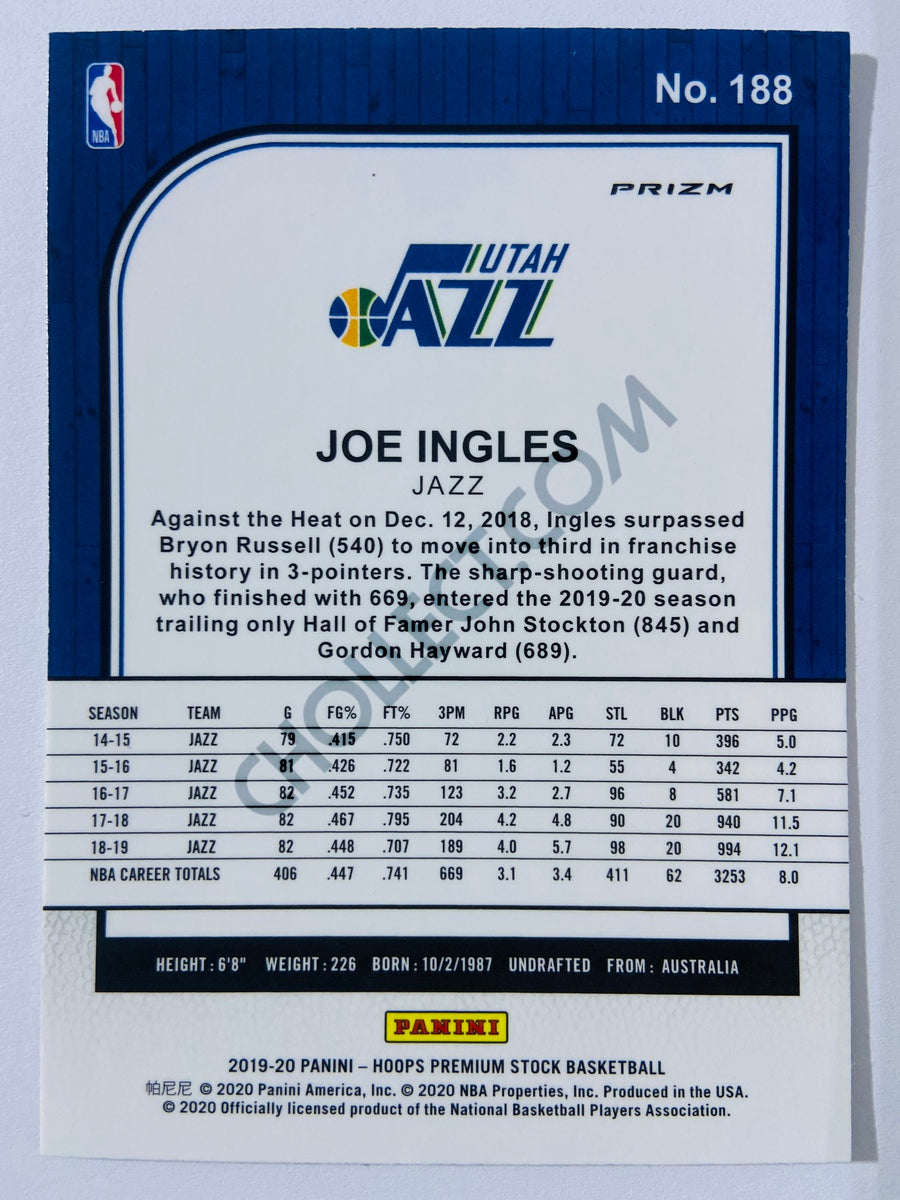 NBA
No. 188
PRIZM
UTAH
JAZZ
JOE INGLES
JAZZ
Against the Heat on Dec. 12, 2018, Ingles surpassed
Bryon Russell (540) to move into third in franchise
history in 3-pointers. The sharp-shooting guard,
who finished with 669, entered the 2019-20 season
trailing only Hall of Famer John Stockton (845) and
Gordon Hayward (689).
CHOLLECT.COM
SEASON TEAM G FG% FT% 3PM RPG APG STL BLK PTS PPG
14-15 JAZZ 79 .415 .750 72 2.2 2.3 72 10 396 5.0
15-16 JAZZ 81 .426 .722 81 1.6 1.2 55 4 342 4.2
16-17 JAZZ 82 .452 .735 123 3.2 2.7 96 8 581 7.1
17-18 JAZZ 82 .467 .795 204 4.2 4.8 90 20 940 11.5
18-19 JAZZ 82 .448 .707 189 4.0 5.7 98 20 994 12.1
NBA CAREER TOTALS 406 .447 .741 669 3.1 3.4 411 62 3253 8.0
HEIGHT: 6'8" WEIGHT: 226 BORN: 10/2/1987 UNDRAFTED FROM: AUSTRALIA
PANINI
2019-20 PANINI – HOOPS PREMIUM STOCK BASKETBALL
帕尼尼 © 2020 Panini America, Inc. © 2020 NBA Properties, Inc. Produced in the USA.
© 2020 Officially licensed product of the National Basketball Players Association.